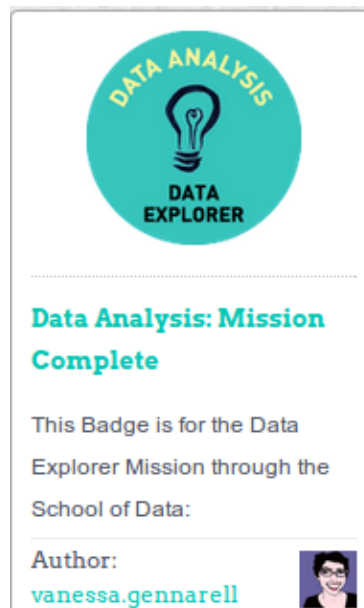 DATA ANALYSIS
DATA
EXPLORER
Data Analysis: Mission
Complete
This Badge is for the Data
Explorer Mission through the
School of Data:
Author:
vanessa.gennarell